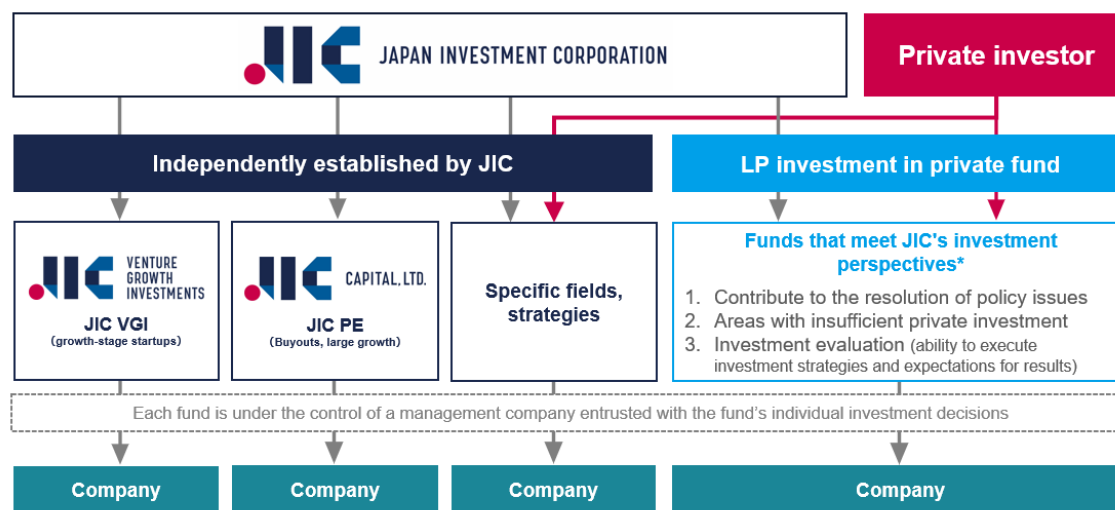 JIC JAPAN INVESTMENT CORPORATION
Private investor
Independently established by JIC
LP investment in private fund
JIC VENTURE
GROWTH
INVESTMENTS
JIC VGI
(growth-stage startups)
JIC CAPITAL, LTD.
JIC PE
(Buyouts, large growth)
Specific fields,
strategies
Funds that meet JIC's investment
perspectives*
1. Contribute to the resolution of policy issues
2. Areas with insufficient private investment
3. Investment evaluation (ability to execute
investment strategies and expectations for results)
Each fund is under the control of a management company entrusted with the fund's individual investment decisions
Company
Company
Company
Company